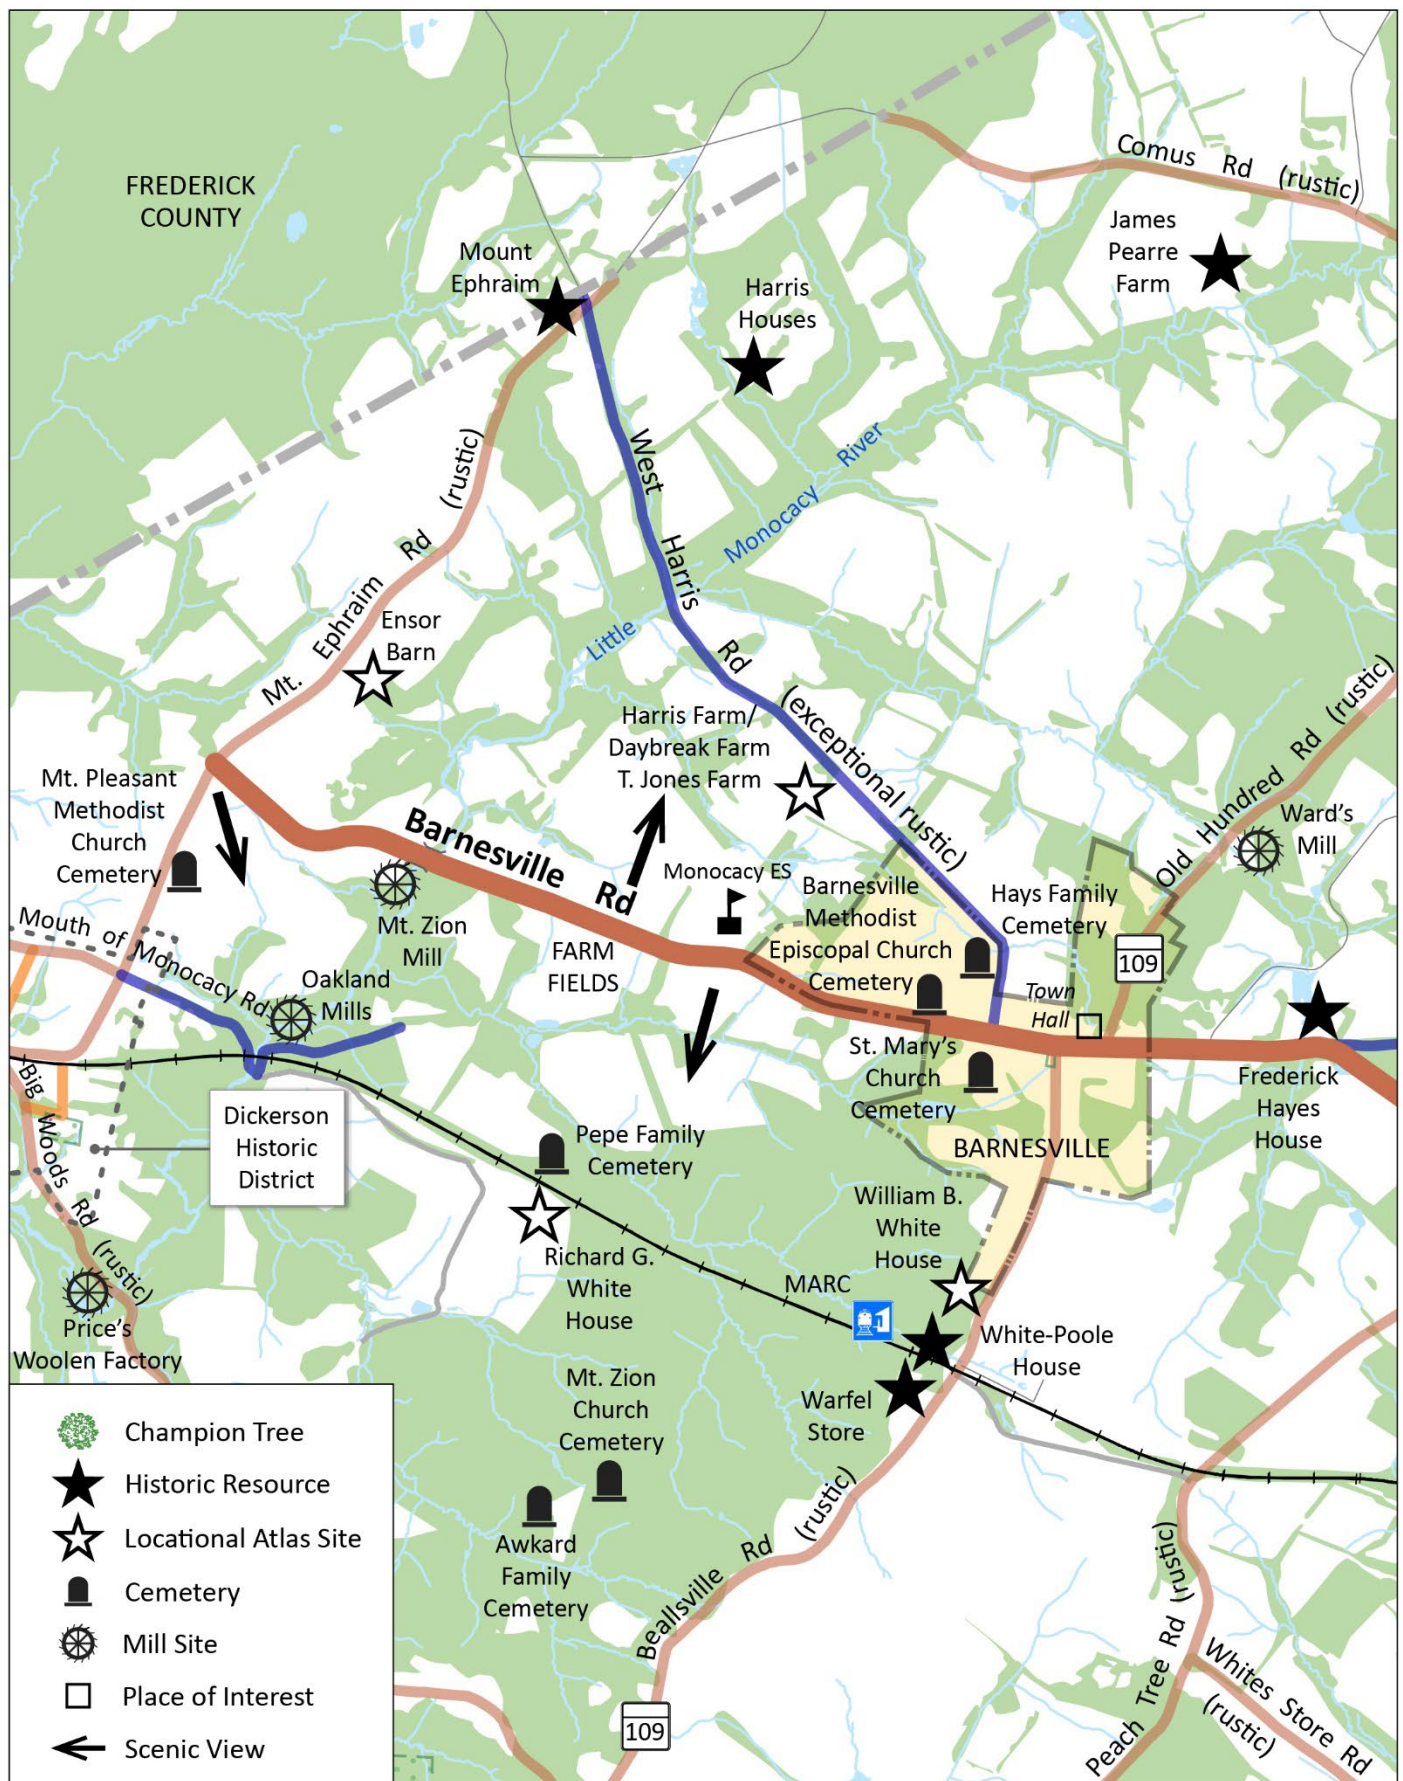 FREDERICK
COUNTY
Comus Rd (rustic)
James
Pearre
Farm
Mount
Ephraim
Harris
Houses
West Harris Rd (exceptional rustic)
Little Monocacy River
Mt. Ephraim Rd (rustic)
Ensor
Barn
Harris Farm/
Daybreak Farm
T. Jones Farm
Old Hundred Rd (rustic)
Ward's
Mill
Mt. Pleasant
Methodist
Church
Cemetery
Barnesville Rd
Monocacy ES
Barnesville
Methodist
Episcopal Church
Cemetery
Hays Family
Cemetery
109
Mt. Zion
Mill
FARM
FIELDS
Mouth of Monocacy Rd
Oakland
Mills
Town
Hall
St. Mary's
Church
Cemetery
Frederick
Hayes
House
Big Woods Rd (rustic)
Dickerson
Historic
District
Pepe Family
Cemetery
BARNESVILLE
William B.
White
House
Richard G.
White
House
MARC
Price's
Woolen Factory
White-Poole
House
Warfel
Store
Mt. Zion
Church
Cemetery
Awkard
Family
Cemetery
Beallsville Rd (rustic)
109
Peach Tree Rd (rustic)
Whites Store Rd
(rustic)
Champion Tree
Historic Resource
Locational Atlas Site
Cemetery
Mill Site
Place of Interest
Scenic View